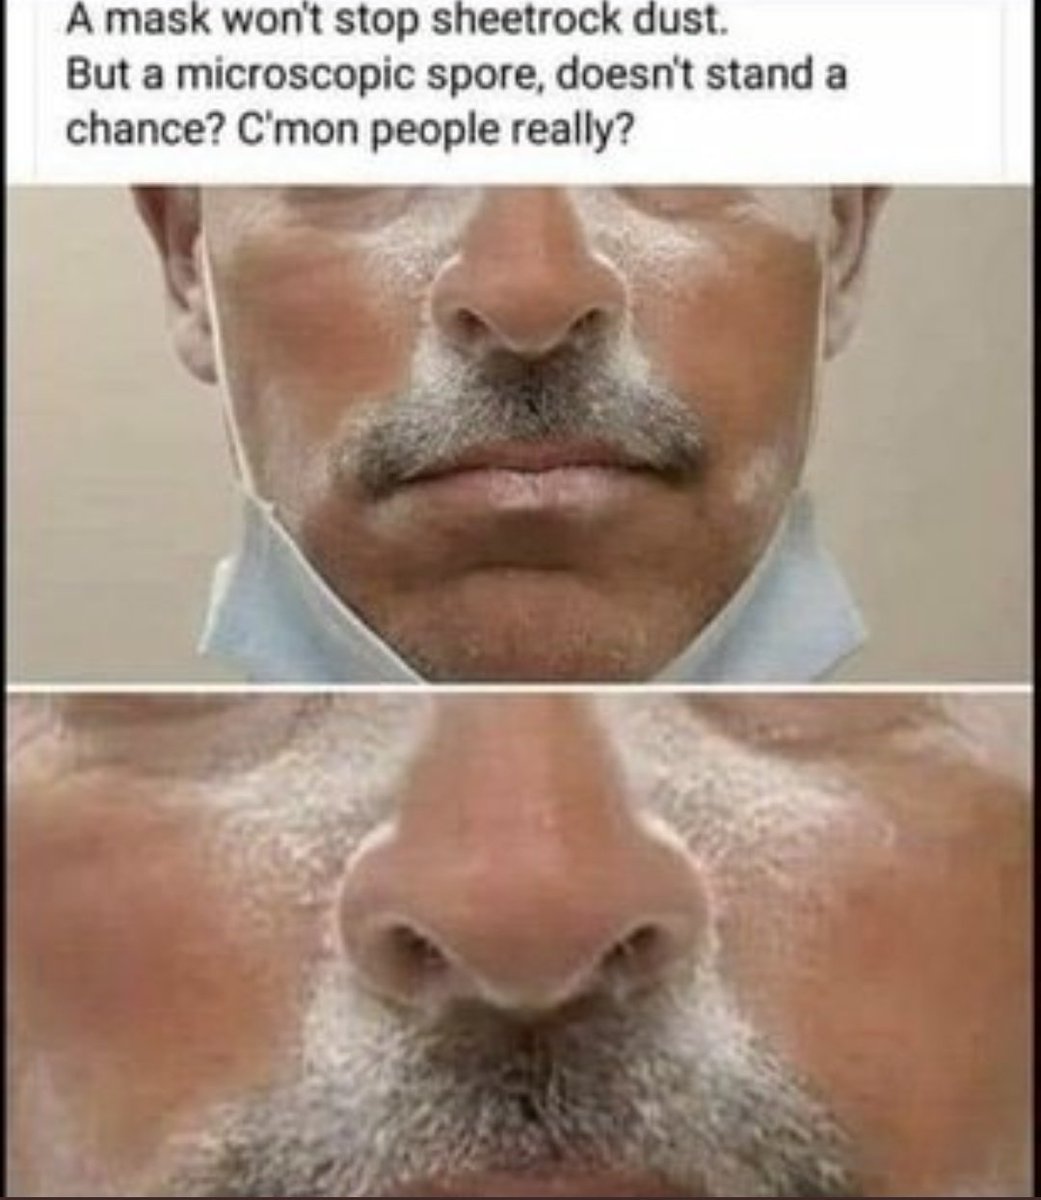 A mask won't stop sheetrock dust.
But a microscopic spore, doesn't stand a
chance? C'mon people really?